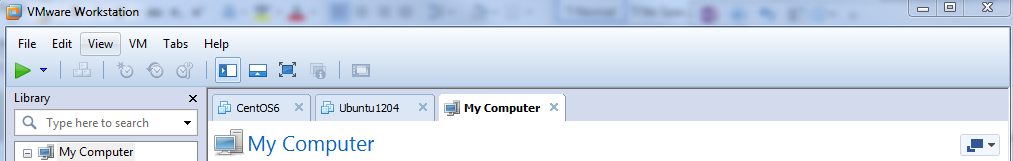 VMware Workstation
File Edit View VM Tabs Help
Library
CentOS6 Ubuntu1204 My Computer
Type here to search
My Computer
My Computer